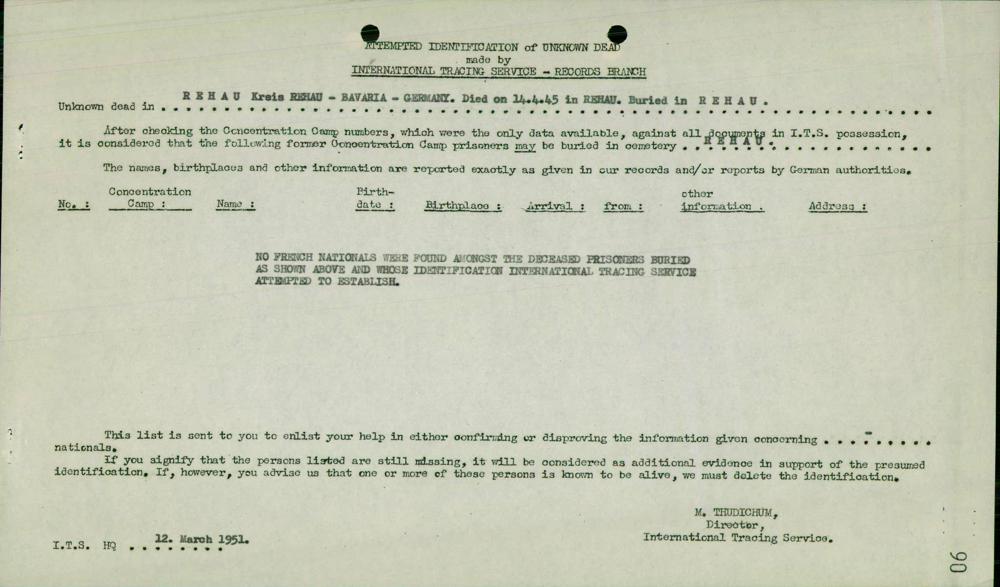 ATTEMPTED IDENTIFICATION of UNKNOWN DEAD
made by
INTERNATIONAL TRACING SERVICE - RECORDS BRANCH
Unknown dead in R E H A U Kreis REHAU - BAVARIA - GERMANY. Died on 14.4.45 in REHAU. Buried in R E H A U .
After checking the Concentration Camp numbers, which were the only data available, against all documents in I.T.S. possession,
it is considered that the following former Concentration Camp prisoners may be buried in cemetery . . R E H A U . . . . . . . . . .
The names, birthplaces and other information are reported exactly as given in our records and/or reports by German authorities.
No. : Concentration Camp : Name : Birth-date : Birthplace : Arrival : from : other information . Address :
NO FRENCH NATIONALS WERE FOUND AMONGST THE DECEASED PRISONERS BURIED
AS SHOWN ABOVE AND WHOSE IDENTIFICATION INTERNATIONAL TRACING SERVICE
ATTEMPTED TO ESTABLISH.
This list is sent to you to enlist your help in either confirming or disproving the information given concerning . . . . - . . . . .
nationals.
If you signify that the persons listed are still missing, it will be considered as additional evidence in support of the presumed
identification. If, however, you advise us that one or more of these persons is known to be alive, we must delete the identification.
M. THUDICHUM,
Director,
International Tracing Service.
I.T.S. HQ . . 12. March 1951. . .
90